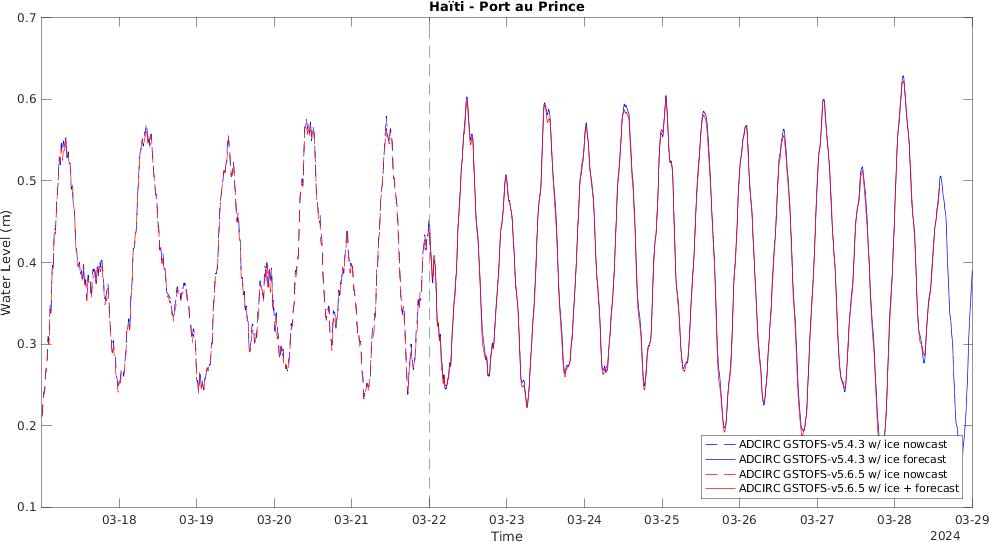 Haïti - Port au Prince
0.7
0.6
0.5
0.4
0.3
0.2
0.1
Water Level (m)
ADCIRC GSTOFS-v5.4.3 w/ ice nowcast
ADCIRC GSTOFS-v5.4.3 w/ ice forecast
ADCIRC GSTOFS-v5.6.5 w/ ice nowcast
ADCIRC GSTOFS-v5.6.5 w/ ice + forecast
03-18 03-19 03-20 03-21 03-22 03-23 03-24 03-25 03-26 03-27 03-28 03-29
Time
2024